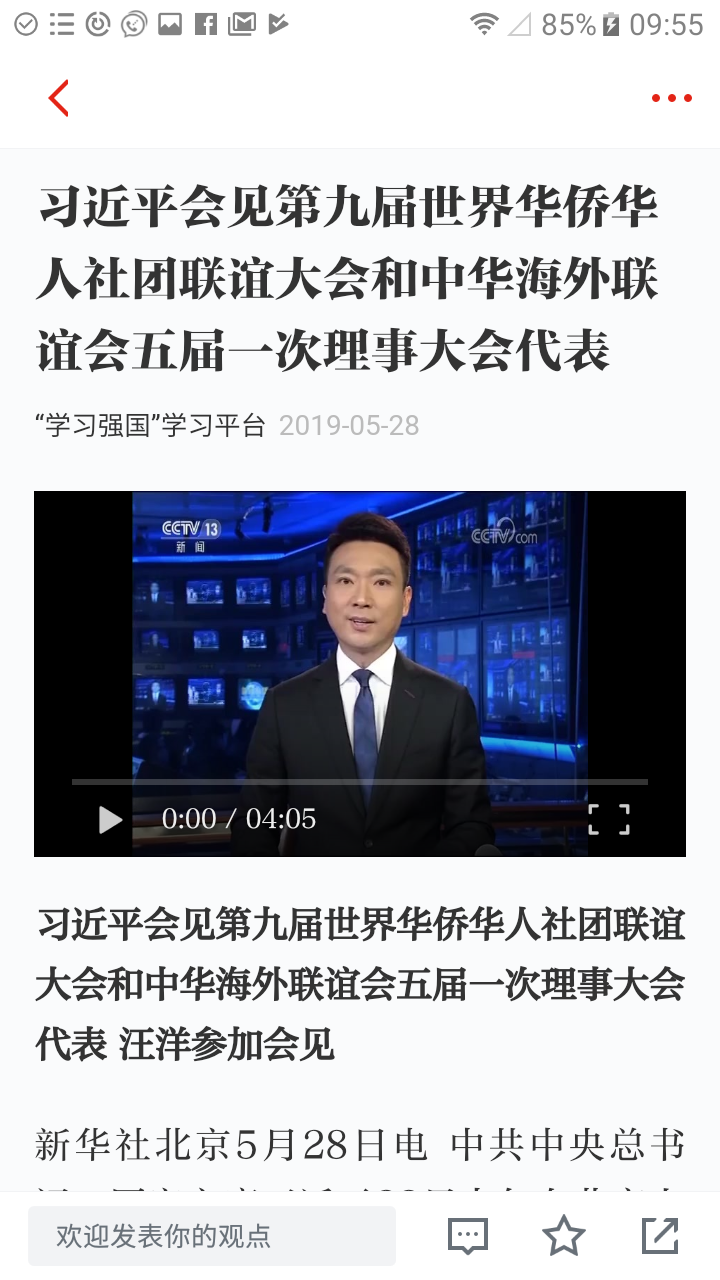 85% 09:55
习近平会见第九届世界华侨华
人社团联谊大会和中华海外联
谊会五届一次理事大会代表
“学习强国”学习平台 2019-05-28
CCTV 13
新闻
CCTV.com
0:00 / 04:05
习近平会见第九届世界华侨华人社团联谊
大会和中华海外联谊会五届一次理事大会
代表 汪洋参加会见
新华社北京5月28日电 中共中央总书
欢迎发表你的观点